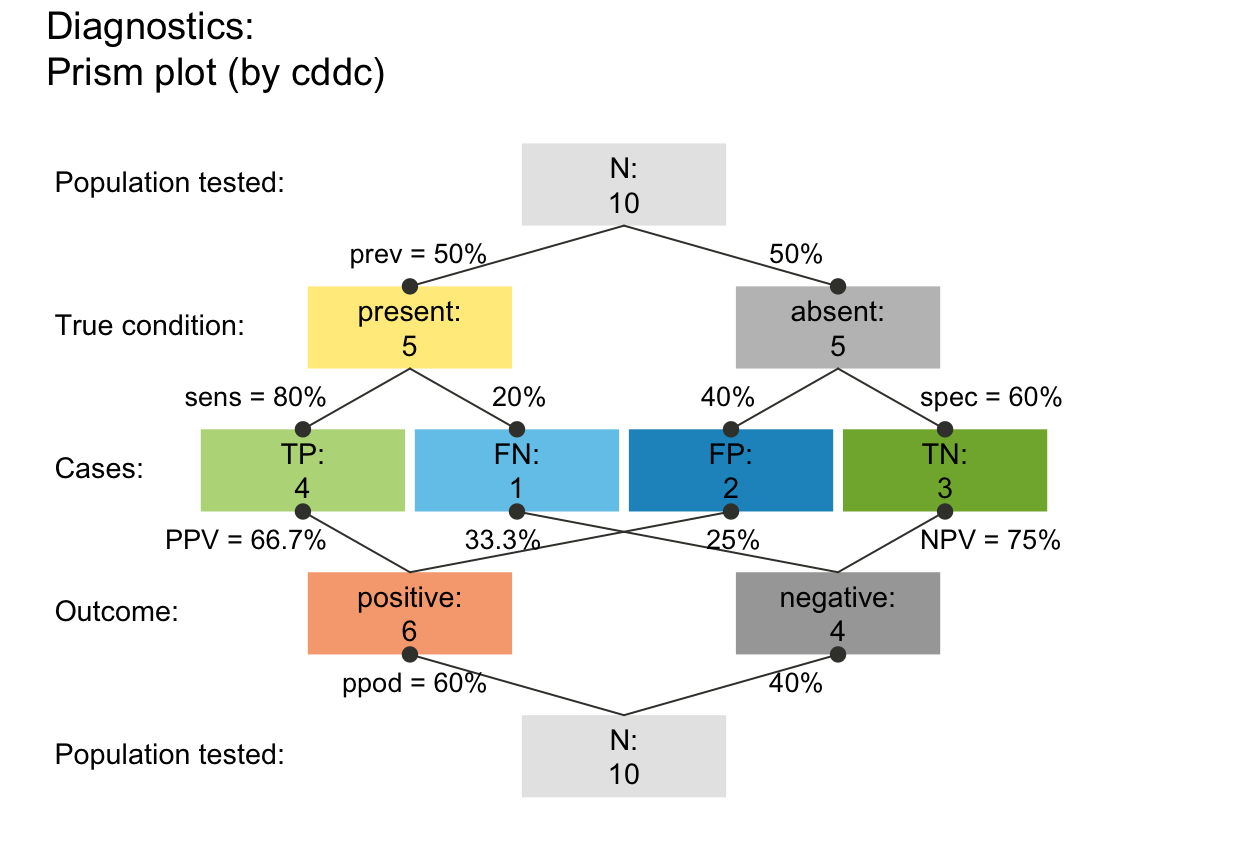 Diagnostics:
Prism plot (by cddc)
Population tested:
N:
10
prev = 50%
50%
True condition:
present:
5
absent:
5
sens = 80%
20%
40%
spec = 60%
Cases:
TP:
4
FN:
1
FP:
2
TN:
3
PPV = 66.7%
33.3%
25%
NPV = 75%
Outcome:
positive:
6
negative:
4
ppod = 60%
40%
Population tested:
N:
10